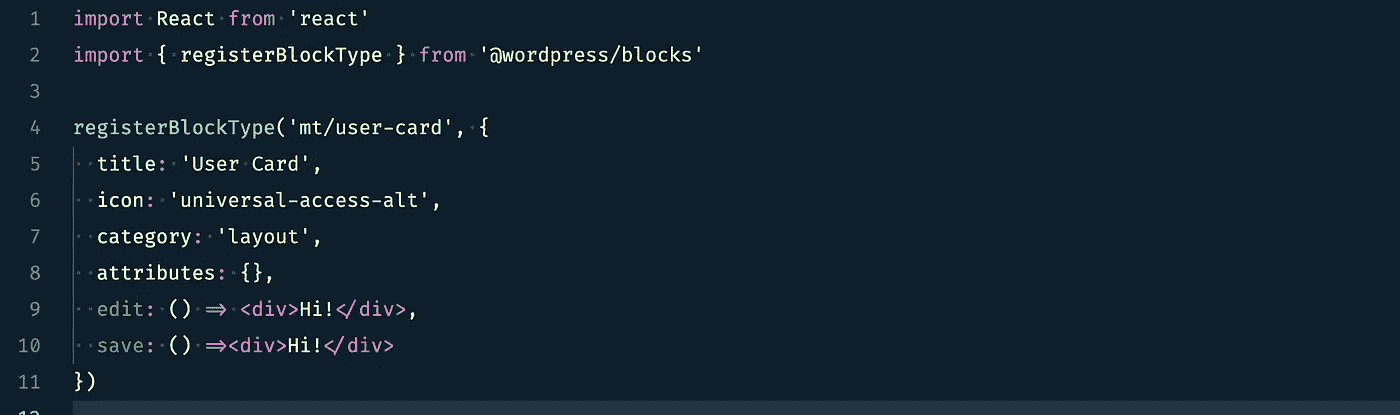 1 import React from 'react'
2 import { registerBlockType } from '@wordpress/blocks'
3
4 registerBlockType('mt/user-card', {
5   title: 'User Card',
6   icon: 'universal-access-alt',
7   category: 'layout',
8   attributes: {},
9   edit: () => <div>Hi!</div>,
10   save: () =><div>Hi!</div>
11 })
12